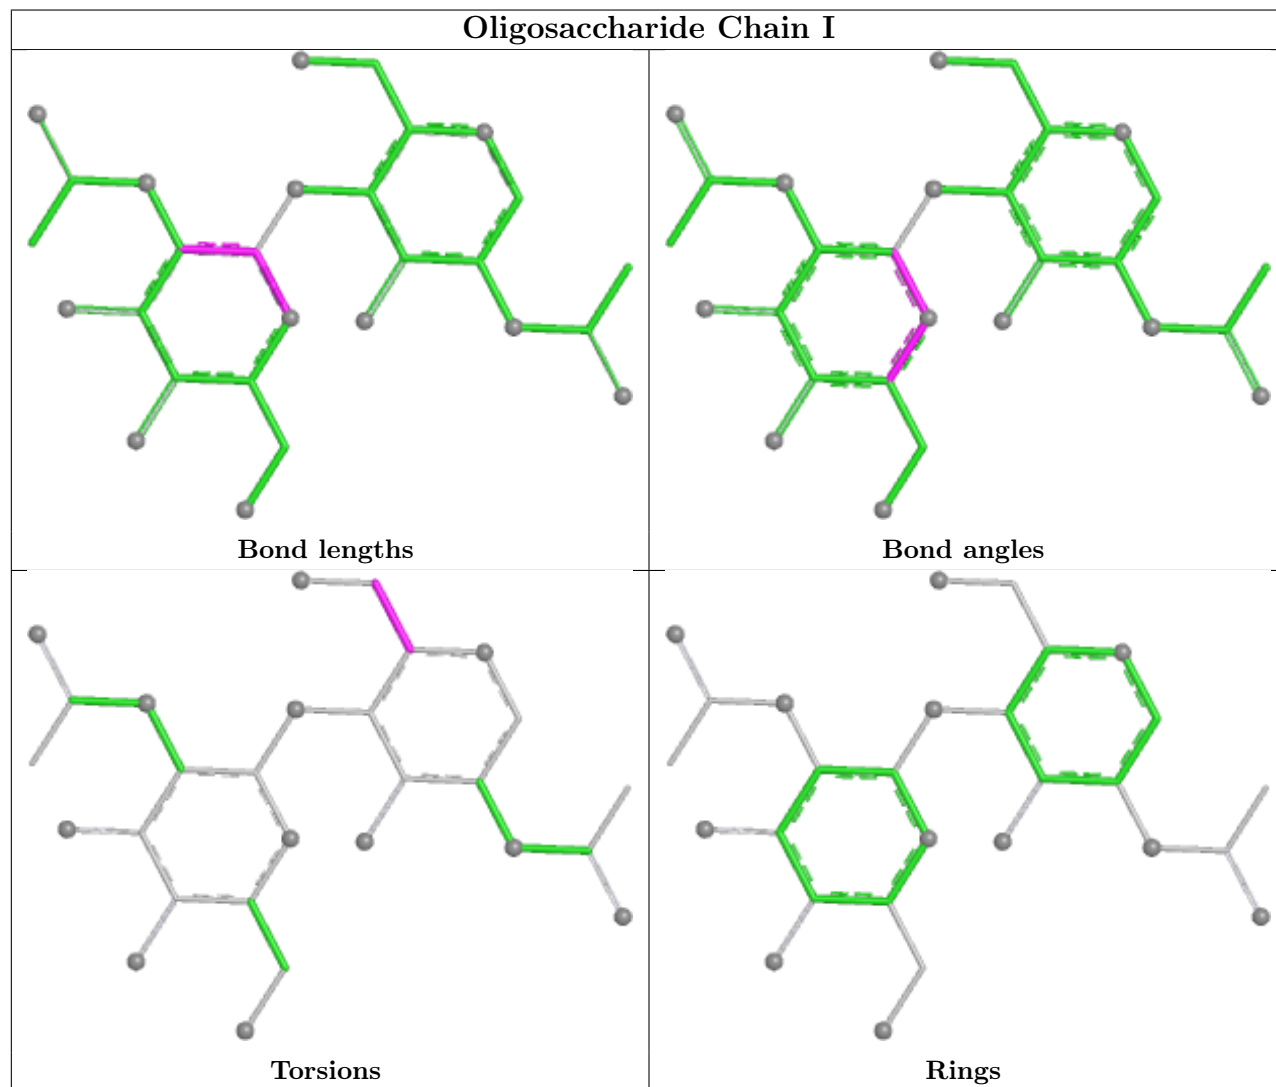 Oligosaccharide Chain I
Bond lengths
Bond angles
Torsions
Rings